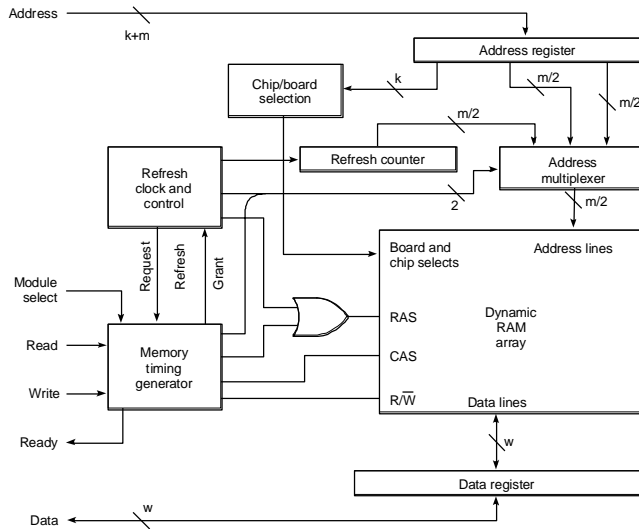 Address
k+m
Address register
Chip/board
selection
k
m/2
m/2
m/2
Refresh counter
Refresh
clock and
control
Address
multiplexer
2
m/2
Request
Refresh
Grant
Board and
chip selects
Address lines
Module
select
Read
Write
Ready
Memory
timing
generator
RAS
CAS
R/W̅
Dynamic
RAM
array
Data lines
w
Data register
Data
w